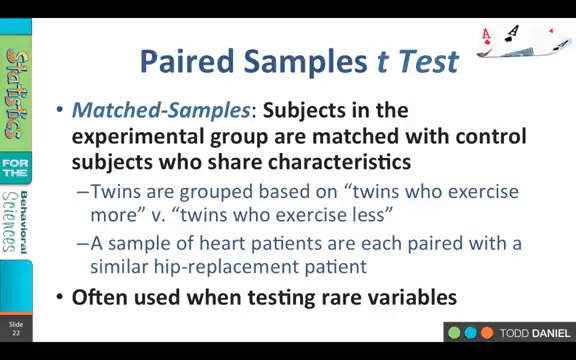 Paired Samples t Test
• Matched-Samples: Subjects in the
experimental group are matched with control
subjects who share characteristics
–Twins are grouped based on “twins who exercise
more” v. “twins who exercise less”
–A sample of heart patients are each paired with a
similar hip-replacement patient
• Often used when testing rare variables
Statistics
FOR THE
Behavioral
Sciences
Slide
22
TODD DANIEL
A
A